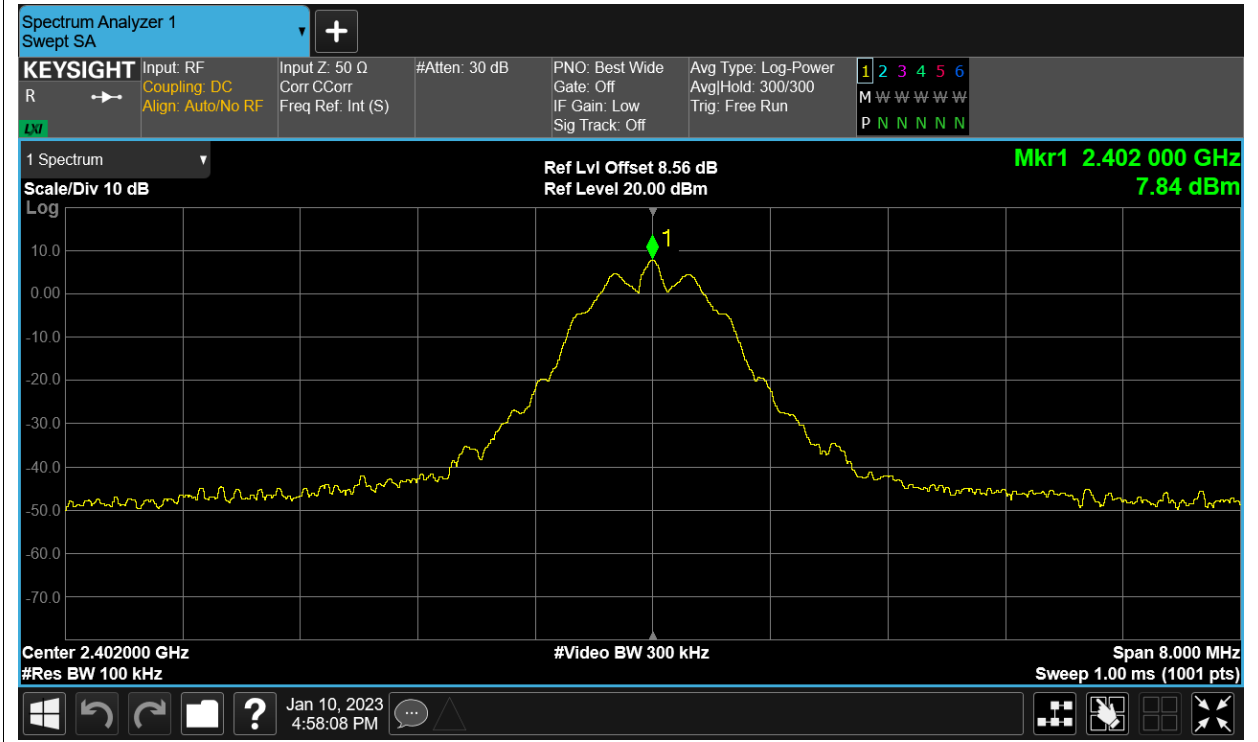 Spectrum Analyzer 1
Swept SA
KEYSIGHT
R
LXI
Input: RF
Coupling: DC
Align: Auto/No RF
Input Z: 50 Ω
Corr CCorr
Freq Ref: Int (S)
#Atten: 30 dB
PNO: Best Wide
Gate: Off
IF Gain: Low
Sig Track: Off
Avg Type: Log-Power
Avg|Hold: 300/300
Trig: Free Run
1 2 3 4 5 6
M W W W W W
P N N N N N
1 Spectrum
Scale/Div 10 dB
Log
Ref Lvl Offset 8.56 dB
Ref Level 20.00 dBm
Mkr1 2.402 000 GHz
7.84 dBm
1
10.0
0.00
-10.0
-20.0
-30.0
-40.0
-50.0
-60.0
-70.0
Center 2.402000 GHz
#Res BW 100 kHz
#Video BW 300 kHz
Span 8.000 MHz
Sweep 1.00 ms (1001 pts)
?
Jan 10, 2023
4:58:08 PM